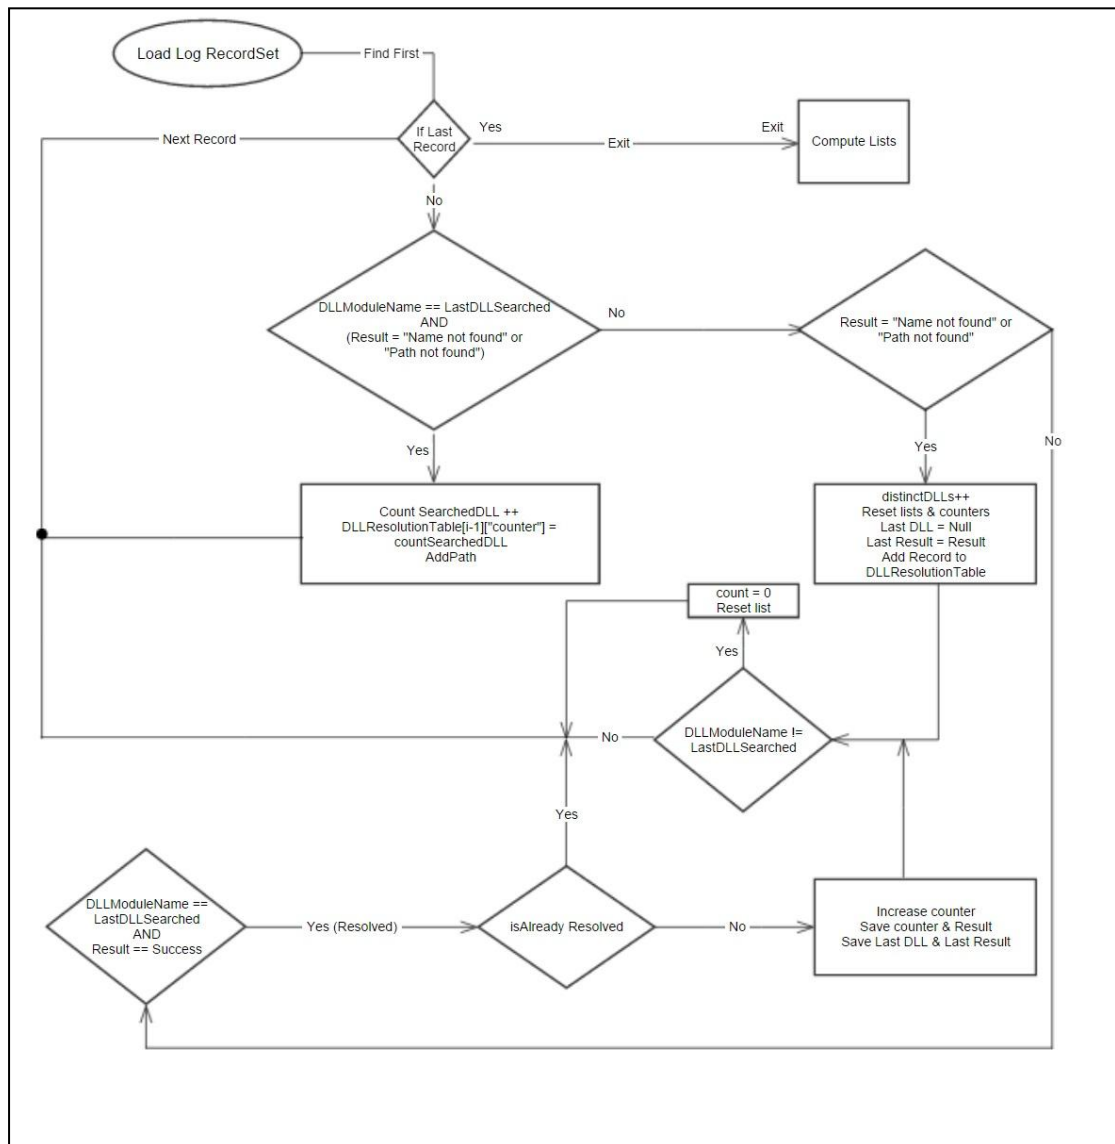 Load Log RecordSet
Find First
If Last
Record
Yes
Exit
Exit
Compute Lists
Next Record
No
DLLModuleName == LastDLLSearched
AND
(Result = "Name not found" or
"Path not found")
No
Result = "Name not found" or
"Path not found"
Yes
No
Yes
Count SearchedDLL ++
DLLResolutionTable[i-1]["counter"] =
countSearchedDLL
AddPath
distinctDLLs++
Reset lists & counters
Last DLL = Null
Last Result = Result
Add Record to
DLLResolutionTable
count = 0
Reset list
Yes
DLLModuleName !=
LastDLLSearched
No
Yes
DLLModuleName ==
LastDLLSearched
AND
Result == Success
Yes (Resolved)
isAlready Resolved
No
Increase counter
Save counter & Result
Save Last DLL & Last Result